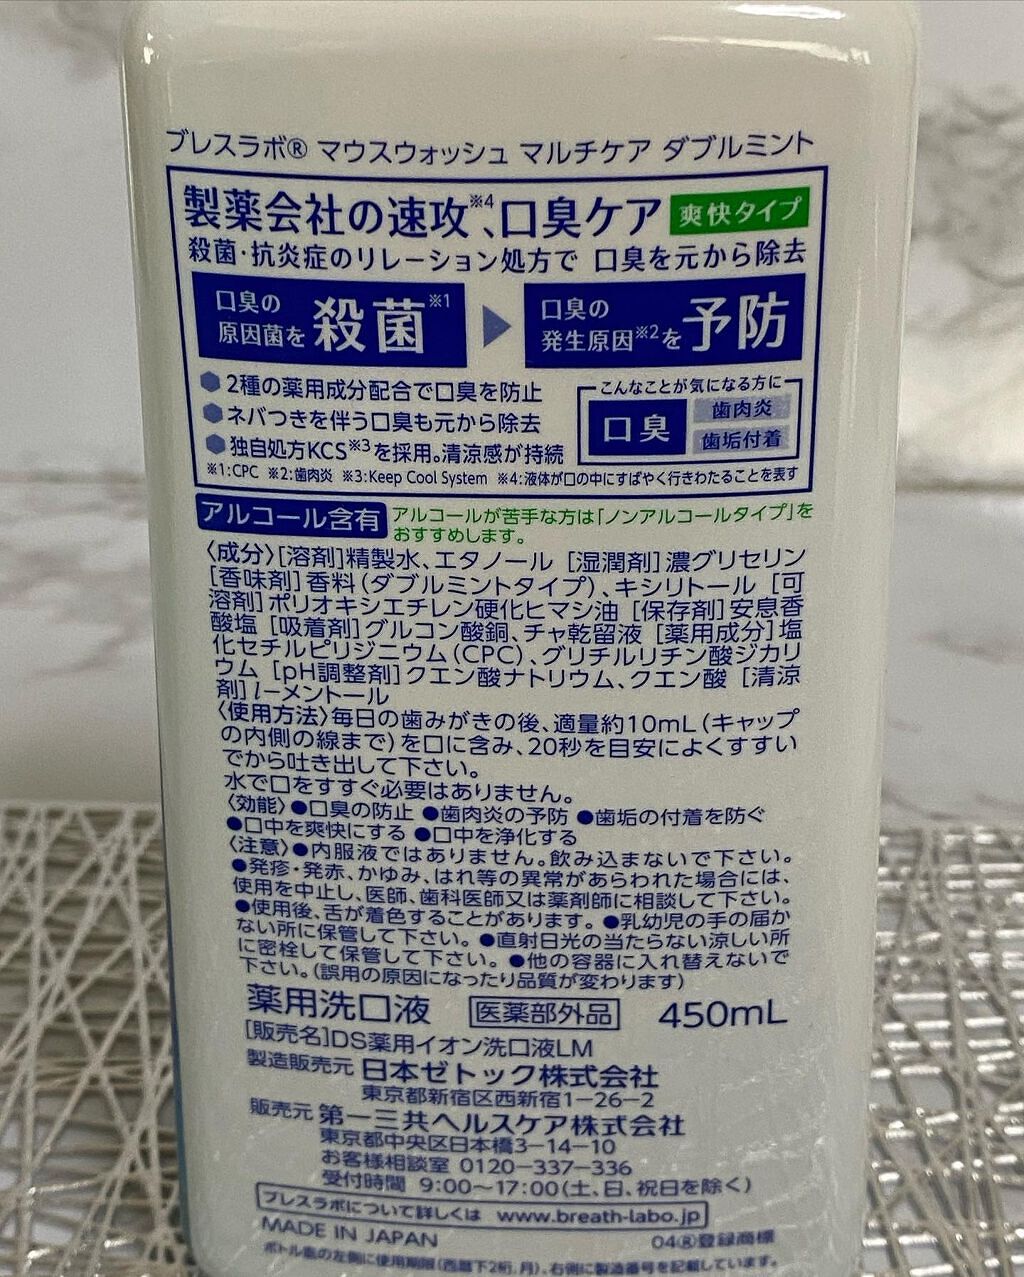 ブレスラボ® マウスウォッシュ マルチケア ダブルミント
製薬会社の速攻※4、口臭ケア 爽快タイプ
殺菌・抗炎症のリレーション処方で 口臭を元から除去
口臭の
原因菌を 殺菌※1
口臭の
発生原因※2を 予防
2種の薬用成分配合で口臭を防止
ネバつきを伴う口臭も元から除去
独自処方KCS※3を採用。清涼感が持続
こんなことが気になる方に
口臭
歯肉炎
歯垢付着
※1:CPC ※2:歯肉炎 ※3:Keep Cool System ※4:液体が口の中にすばやく行きわたることを表す
アルコール含有 アルコールが苦手な方は「ノンアルコールタイプ」を
おすすめします。
〈成分〉[溶剤]精製水、エタノール [湿潤剤]濃グリセリン
[香味剤]香料(ダブルミントタイプ)、キシリトール [可
溶剤]ポリオキシエチレン硬化ヒマシ油 [保存剤]安息香
酸塩 [吸着剤]グルコン酸銅、チャ乾留液 [薬用成分]塩
化セチルピリジニウム(CPC)、グリチルリチン酸ジカリ
ウム [pH調整剤]クエン酸ナトリウム、クエン酸 [清涼
剤]l-メントール
〈使用方法〉毎日の歯みがきの後、適量約10mL(キャップ
の内側の線まで)を口に含み、20秒を目安によくすすい
でから吐き出して下さい。
水で口をすすぐ必要はありません。
〈効能〉●口臭の防止 ●歯肉炎の予防 ●歯垢の付着を防ぐ
●口中を爽快にする ●口中を浄化する
〈注意〉●内服液ではありません。飲み込まないで下さい。
●発疹・発赤、かゆみ、はれ等の異常があらわれた場合には、
使用を中止し、医師、歯科医師又は薬剤師に相談して下さい。
●使用後、舌が着色することがあります。●乳幼児の手の届か
ない所に保管して下さい。●直射日光の当たらない涼しい所
に密栓して保管して下さい。●他の容器に入れ替えないで
下さい。(誤用の原因になったり品質が変わります)
薬用洗口液 医薬部外品 450mL
[販売名]DS薬用イオン洗口液LM
製造販売元 日本ゼトック株式会社
東京都新宿区西新宿1-26-2
販売元 第一三共ヘルスケア株式会社
東京都中央区日本橋3-14-10
お客様相談室 0120-337-336
受付時間 9:00〜17:00(土、日、祝日を除く)
ブレスラボについて詳しくは www.breath-labo.jp
MADE IN JAPAN 04®登録商標
ボトル底の左側に使用期限(西暦下2桁、月)、右側に製造番号を記載しています。